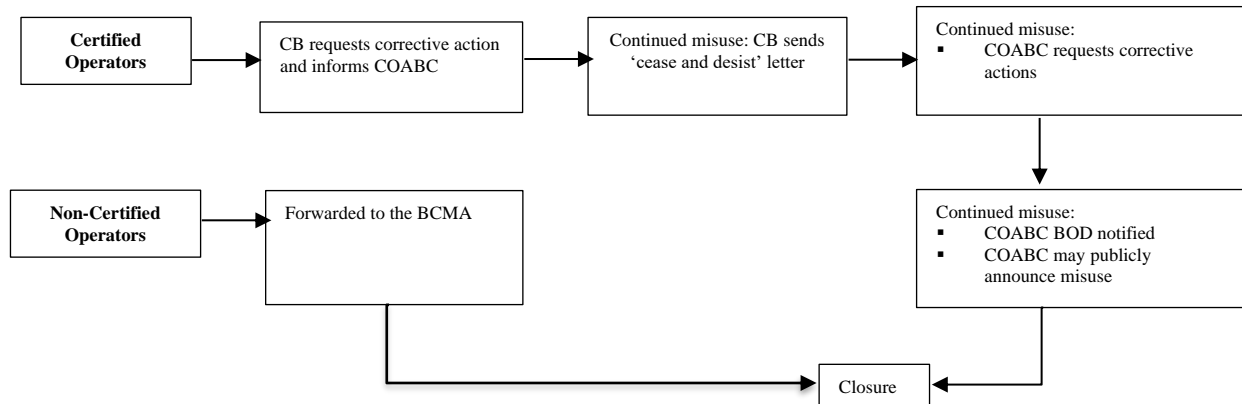 Certified
Operators
CB requests corrective action
and informs COABC
Continued misuse: CB sends
‘cease and desist’ letter
Continued misuse:
▪ COABC requests corrective
actions
Non-Certified
Operators
Forwarded to the BCMA
Continued misuse:
▪ COABC BOD notified
▪ COABC may publicly
announce misuse
Closure